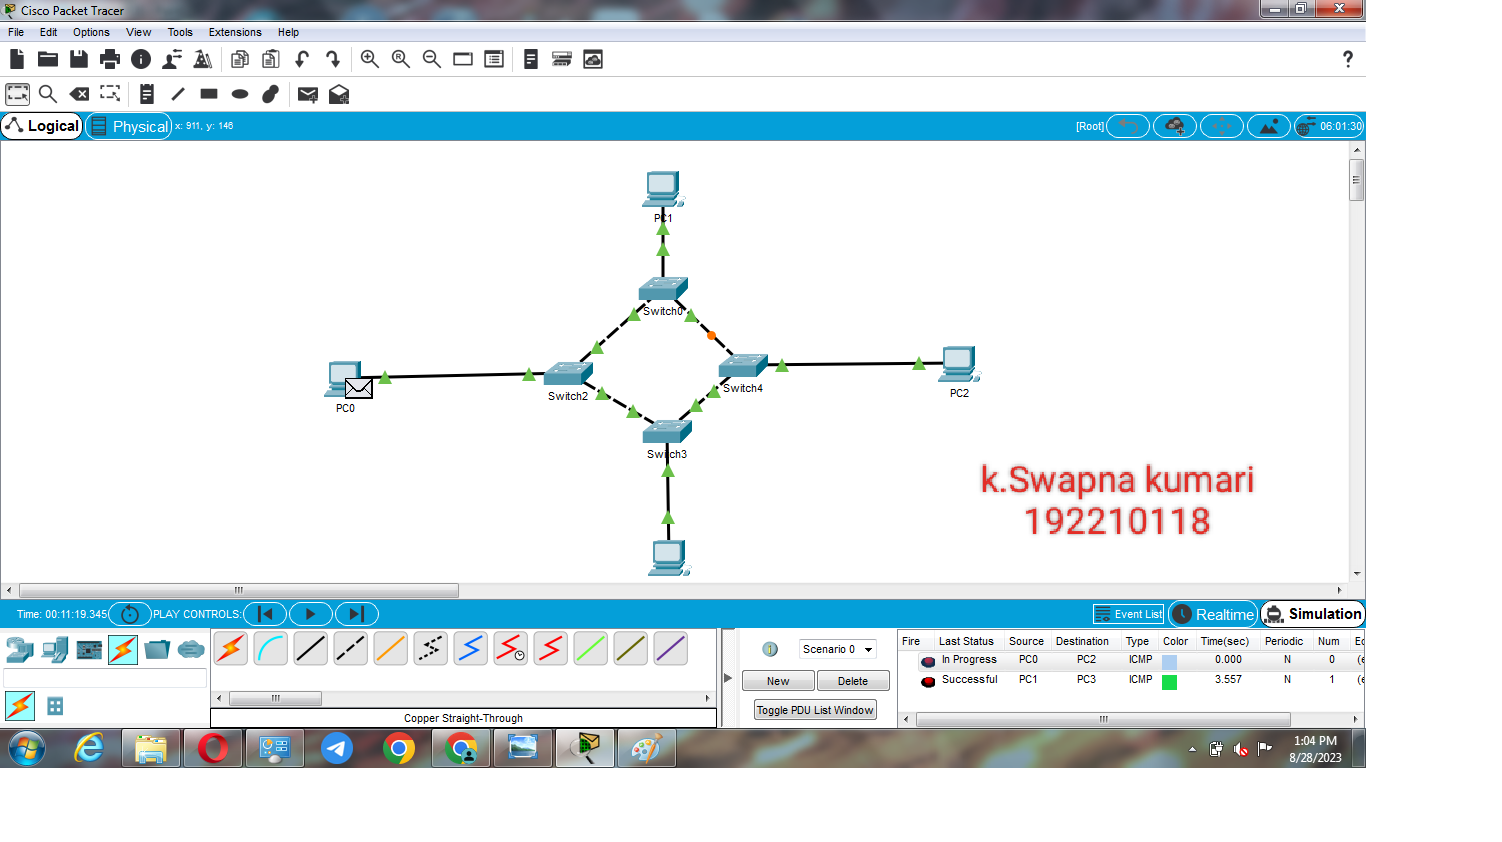 Cisco Packet Tracer
File Edit Options View Tools Extensions Help
Logical Physical x: 911, y: 146 [Root] 06:01:30
PC1
Switch0
Switch4
Switch2
PC0
PC2
Switch3
k.Swapna kumari
192210118
Time: 00:11:19.345 PLAY CONTROLS: Event List Realtime Simulation
Scenario 0
New Delete
Toggle PDU List Window
Copper Straight-Through
Fire Last Status Source Destination Type Color Time(sec) Periodic Num Ec
In Progress PC0 PC2 ICMP 0.000 N 0 (e
Successful PC1 PC3 ICMP 3.557 N 1 (e
1:04 PM
8/28/2023